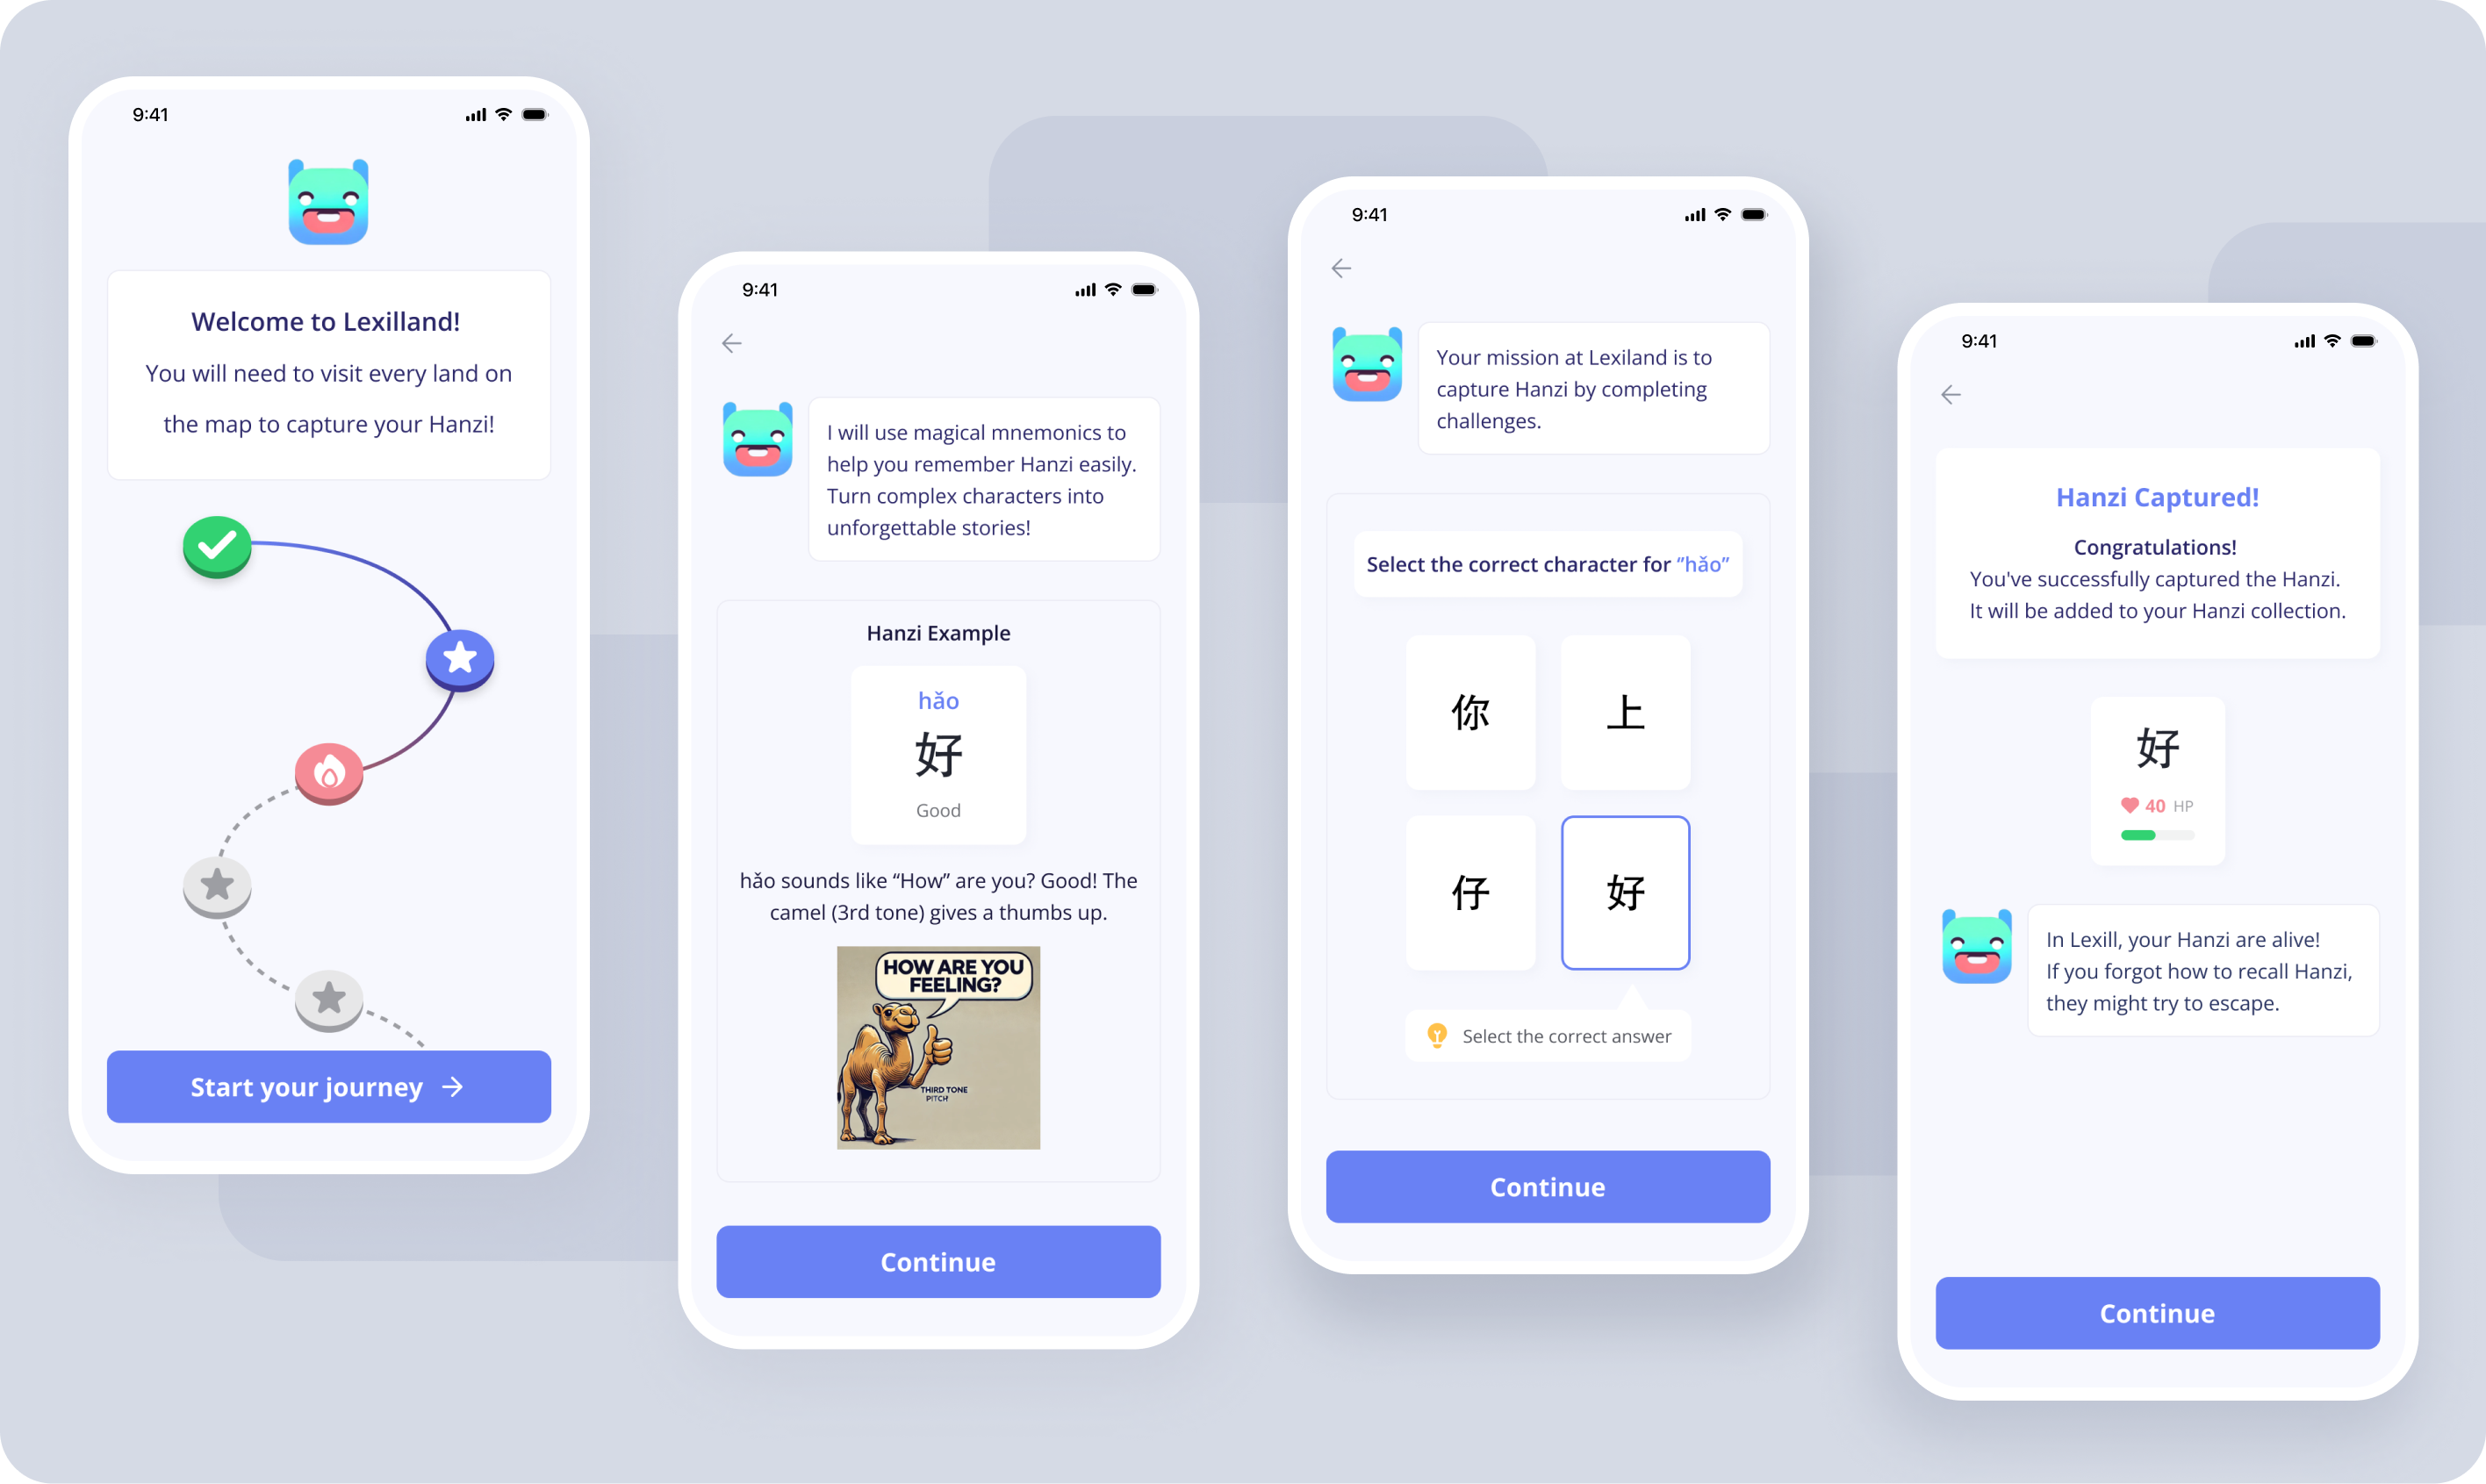 9:41
Welcome to Lexilland!
You will need to visit every land on
the map to capture your Hanzi!
Start your journey
9:41
I will use magical mnemonics to
help you remember Hanzi easily.
Turn complex characters into
unforgettable stories!
Hanzi Example
hǎo
好
Good
hǎo sounds like “How” are you? Good! The
camel (3rd tone) gives a thumbs up.
HOW ARE YOU
FEELING?
THIRD TONE
PITCH
Continue
9:41
Your mission at Lexiland is to
capture Hanzi by completing
challenges.
Select the correct character for ”hǎo”
你 上
仔 好
Select the correct answer
Continue
9:41
Hanzi Captured!
Congratulations!
You've successfully captured the Hanzi.
It will be added to your Hanzi collection.
好
40 HP
In Lexill, your Hanzi are alive!
If you forgot how to recall Hanzi,
they might try to escape.
Continue